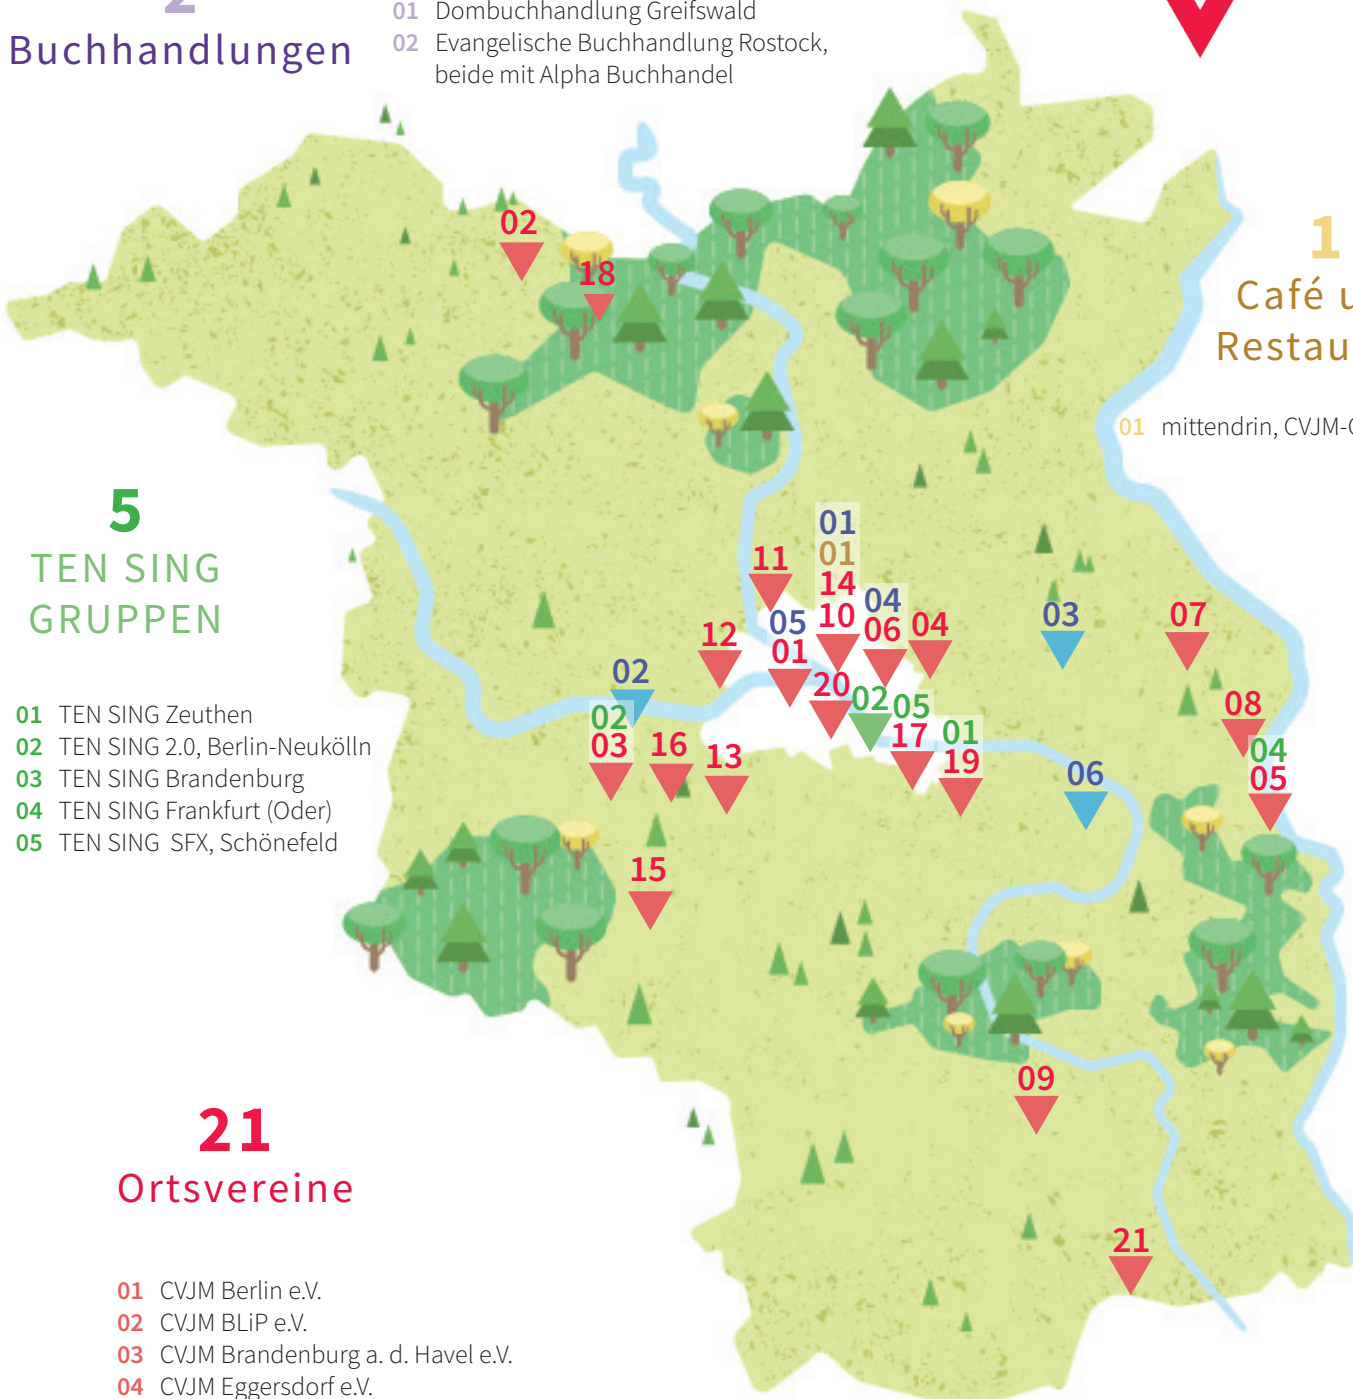 2
Buchhandlungen
01 Dombuchhandlung Greifswald
02 Evangelische Buchhandlung Rostock,
beide mit Alpha Buchhandel
1
Café u
Restau
01 mittendrin, CVJM-
5
TEN SING
GRUPPEN
01 TEN SING Zeuthen
02 TEN SING 2.0, Berlin-Neukölln
03 TEN SING Brandenburg
04 TEN SING Frankfurt (Oder)
05 TEN SING SFX, Schönefeld
02
18
01
01
14
10
11
04
06
04
05
01
12
03
07
02
02
03
16
13
20
02
05
17
01
19
08
04
05
06
15
09
21
21
Ortsvereine
01 CVJM Berlin e.V.
02 CVJM BLiP e.V.
03 CVJM Brandenburg a. d. Havel e.V.
04 CVJM Eggersdorf e.V.